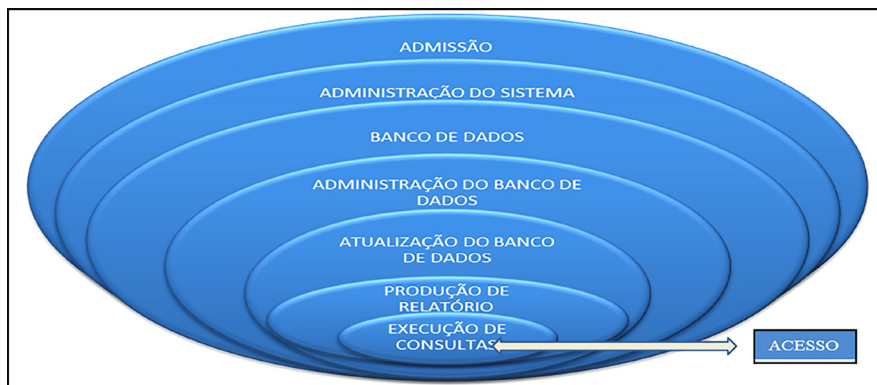 ADMISSÃO
ADMINISTRAÇÃO DO SISTEMA
BANCO DE DADOS
ADMINISTRAÇÃO DO BANCO DE
DADOS
ATUALIZAÇÃO DO BANCO
DE DADOS
PRODUÇÃO DE
RELATÓRIO
EXECUÇÃO DE
CONSULTAS
ACESSO